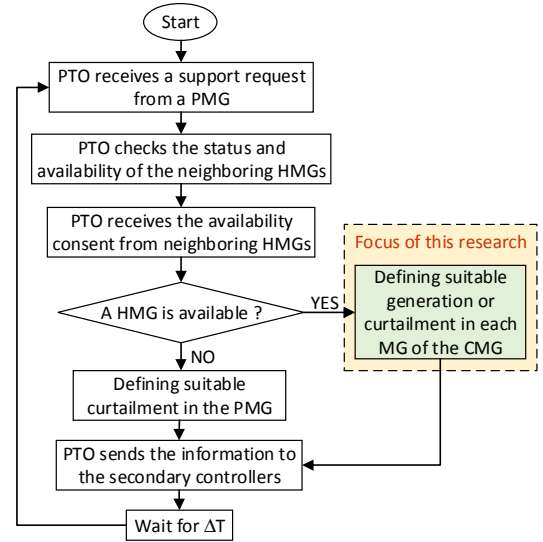 Start
PTO receives a support request
from a PMG
PTO checks the status and
availability of the neighboring HMGs
PTO receives the availability
consent from neighboring HMGs
Focus of this research
A HMG is available ?
YES
Defining suitable
generation or
curtailment in each
MG of the CMG
NO
Defining suitable
curtailment in the PMG
PTO sends the information to
the secondary controllers
Wait for ΔT